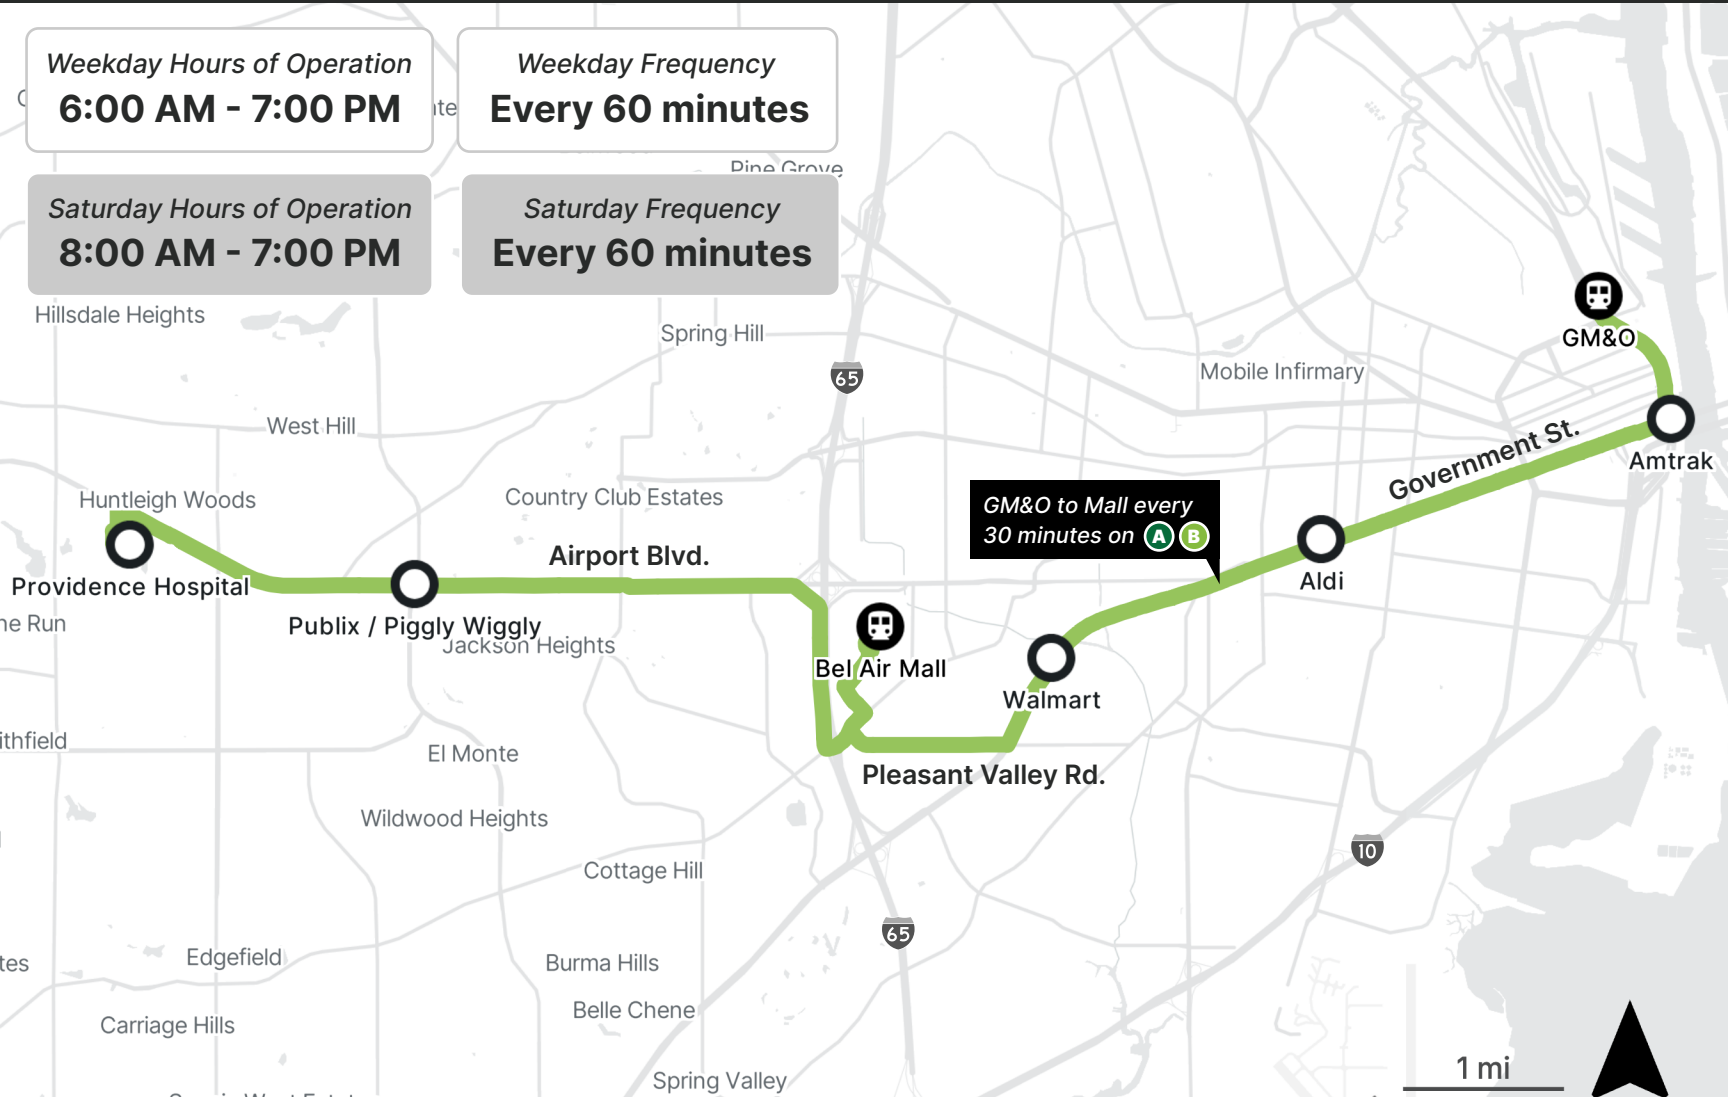 Weekday Hours of Operation
6:00 AM - 7:00 PM
Weekday Frequency
Every 60 minutes
Pine Grove
Saturday Hours of Operation
8:00 AM - 7:00 PM
Saturday Frequency
Every 60 minutes
Hillsdale Heights
Spring Hill
GM&O
65
Mobile Infirmary
West Hill
Government St.
Amtrak
Huntleigh Woods
Country Club Estates
GM&O to Mall every
30 minutes on A B
Airport Blvd.
Providence Hospital
Aldi
Publix / Piggly Wiggly
Run
Jackson Heights
Bel Air Mall
Walmart
El Monte
Pleasant Valley Rd.
Wildwood Heights
10
Cottage Hill
65
Edgefield
Burma Hills
Belle Chene
Carriage Hills
1 mi
Spring Valley